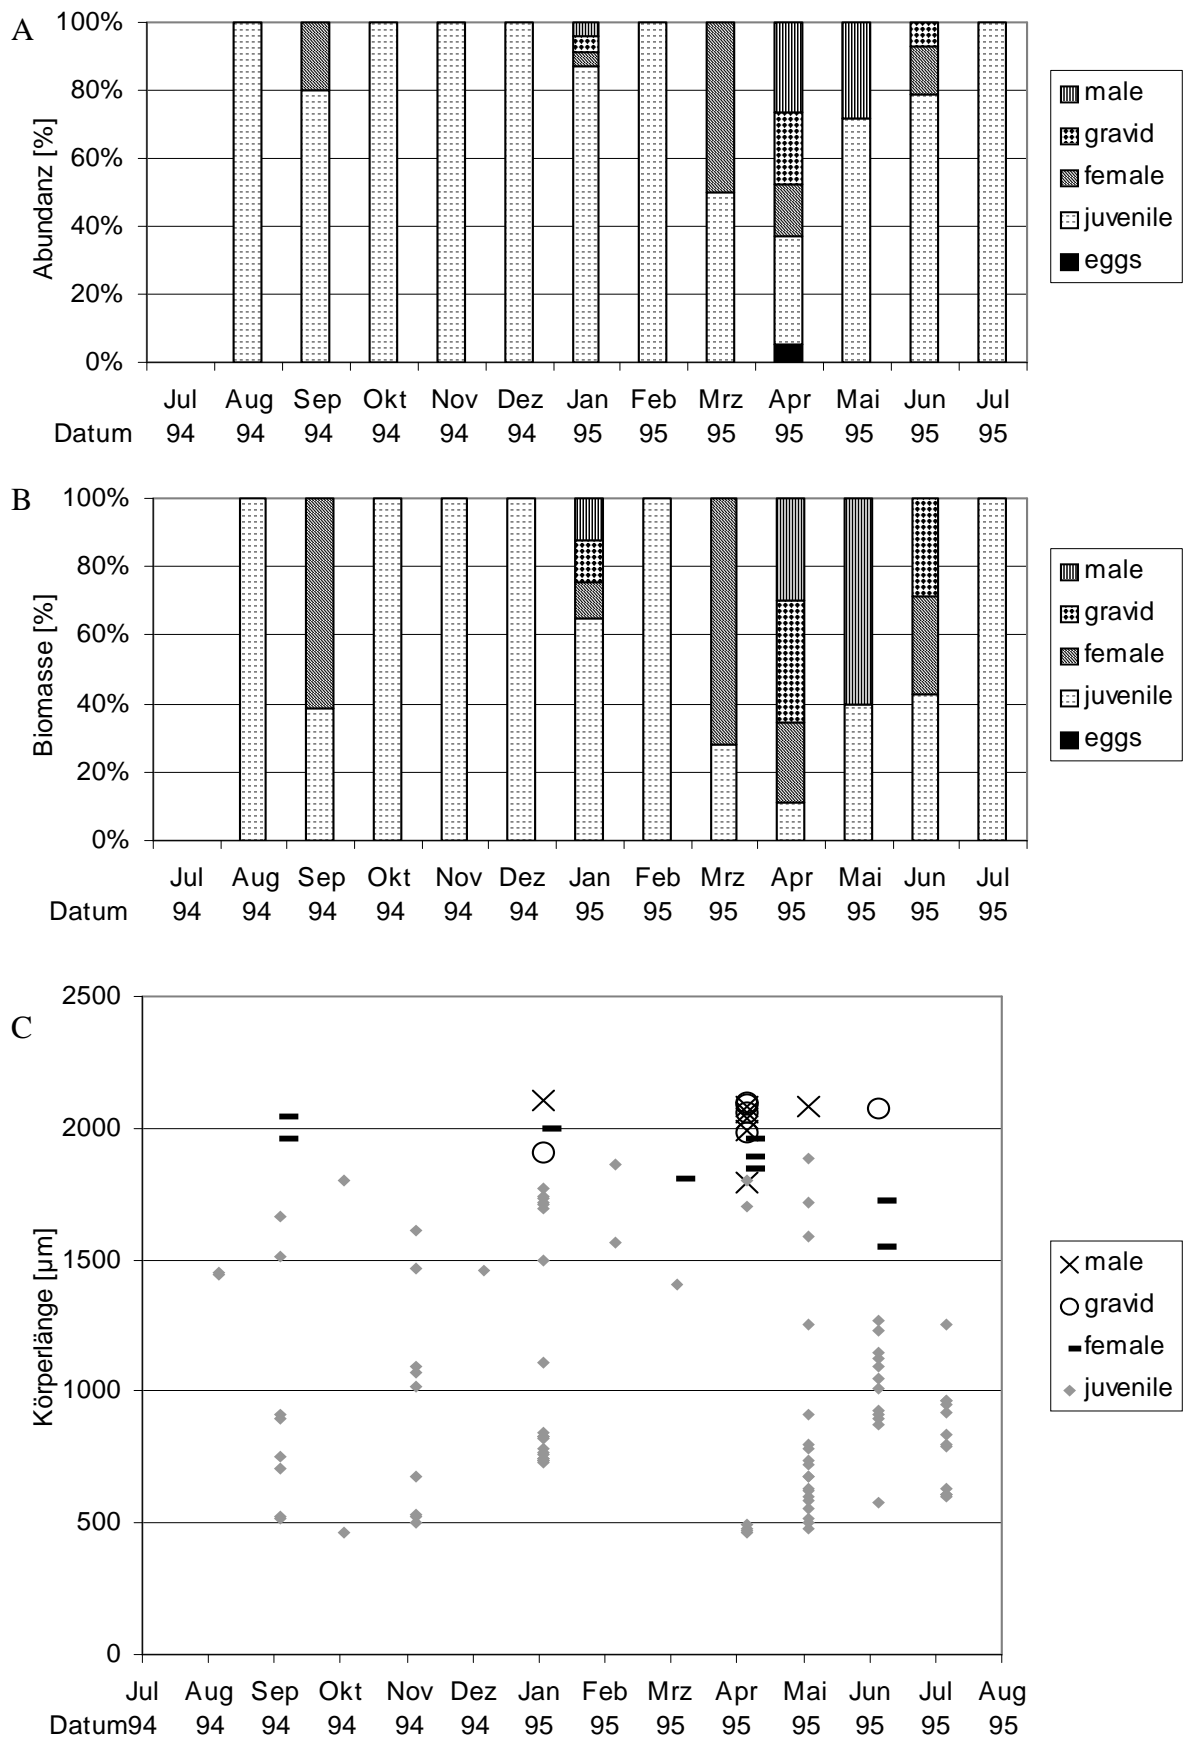 A
Abundanz [%]
100%
80%
60%
40%
20%
0%
Jul Aug Sep Okt Nov Dez Jan Feb Mrz Apr Mai Jun Jul
Datum 94 94 94 94 94 94 95 95 95 95 95 95 95
male
gravid
female
juvenile
eggs
B
Biomasse [%]
100%
80%
60%
40%
20%
0%
Jul Aug Sep Okt Nov Dez Jan Feb Mrz Apr Mai Jun Jul
Datum 94 94 94 94 94 94 95 95 95 95 95 95 95
male
gravid
female
juvenile
eggs
C
Körperlänge [µm]
2500
2000
1500
1000
500
0
Jul Aug Sep Okt Nov Dez Jan Feb Mrz Apr Mai Jun Jul Aug
Datum94 94 94 94 94 94 95 95 95 95 95 95 95 95
male
gravid
female
juvenile